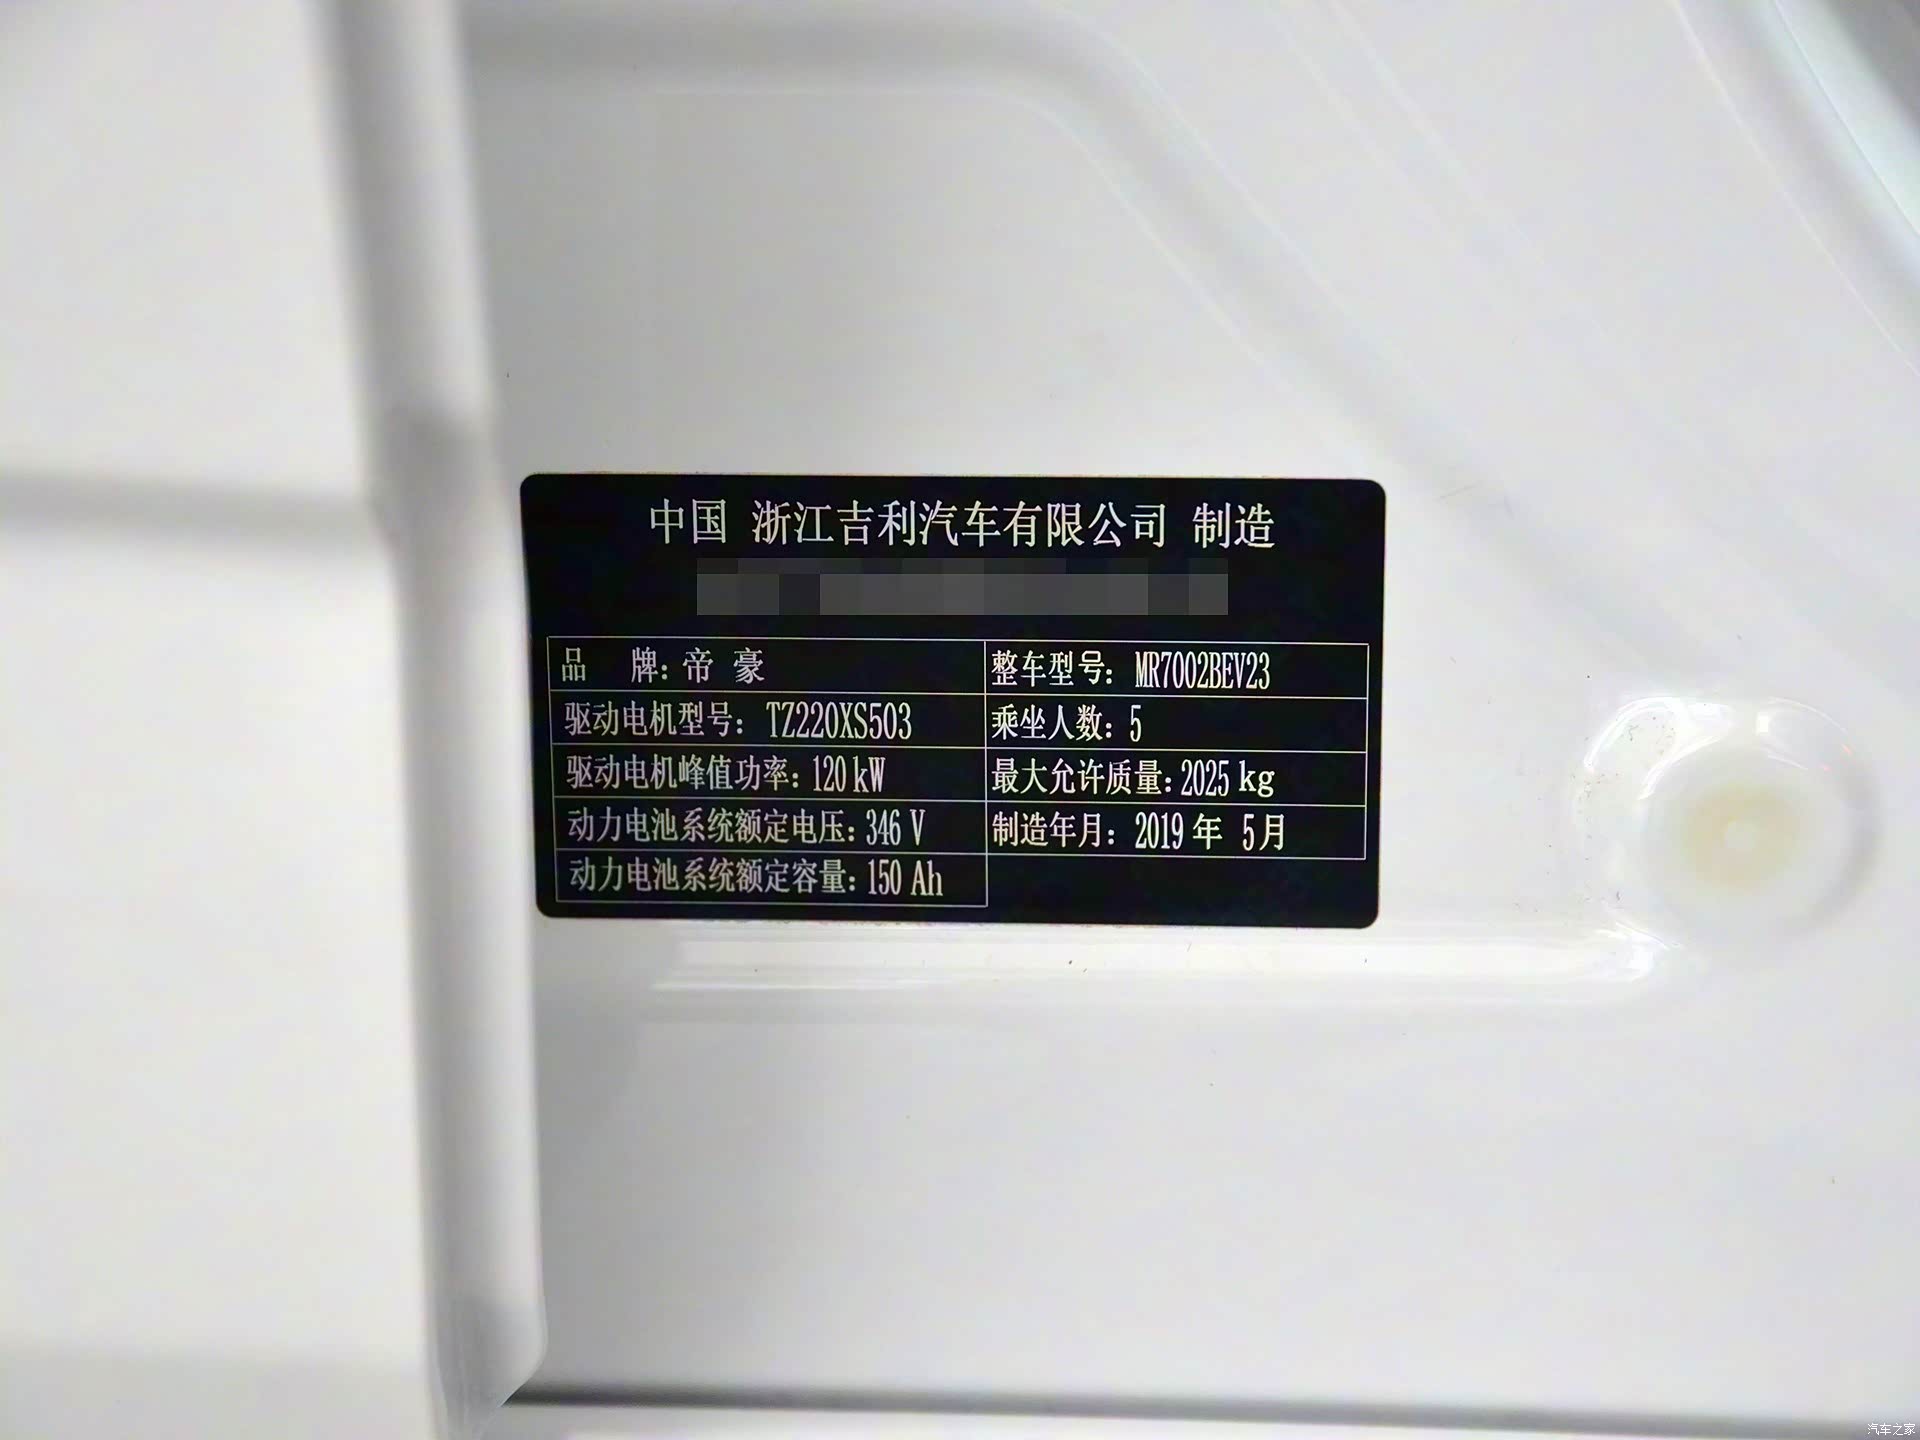 中国 浙江吉利汽车有限公司 制造
品 牌：帝 豪 整车型号：MR7002BEV23
驱动电机型号：TZ220XS503 乘坐人数：5
驱动电机峰值功率：120 kW 最大允许质量：2025 kg
动力电池系统额定电压：346 V 制造年月：2019 年 5月
动力电池系统额定容量：150 Ah
汽车之家